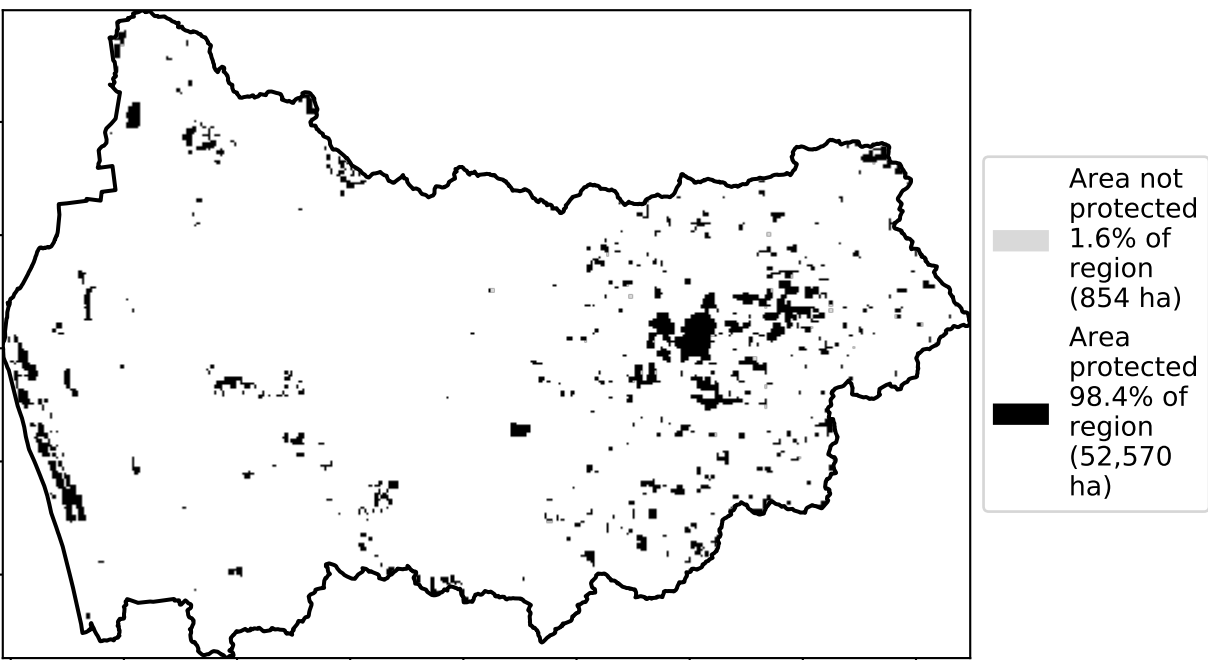 Area not
protected
1.6% of
region
(854 ha)
Area
protected
98.4% of
region
(52,570
ha)